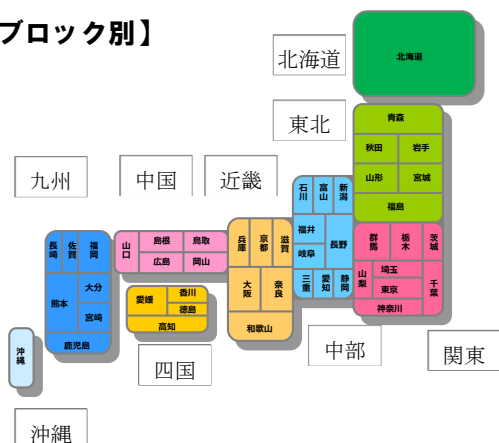 ブロック別】
北海道
北海道
東北
青森
秋田
岩手
山形
宮城
福島
九州
中国
近畿
石川
富山
新潟
福井
長野
岐阜
三重
愛知
静岡
群馬
栃木
茨城
山梨
埼玉
東京
千葉
神奈川
長崎
佐賀
福岡
熊本
大分
宮崎
鹿児島
山口
島根
鳥取
広島
岡山
兵庫
京都
滋賀
大阪
奈良
和歌山
愛媛
香川
徳島
高知
四国
中部
関東
沖縄
沖縄